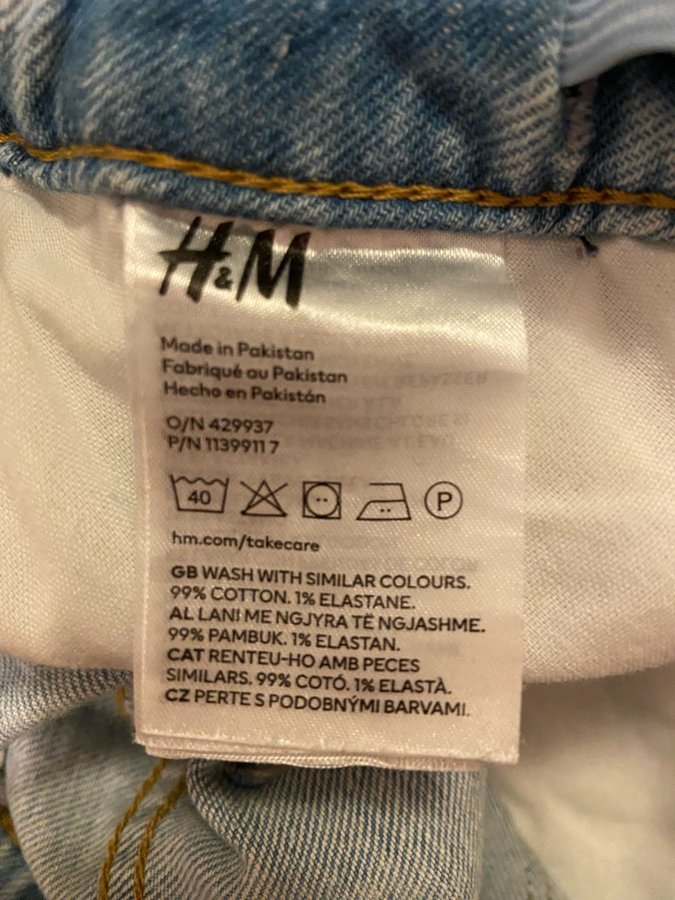 H&M
Made in Pakistan
Fabriqué au Pakistan
Hecho en Pakistán
O/N 429937
P/N 1139911 7
40
P
hm.com/takecare
GB WASH WITH SIMILAR COLOURS.
99% COTTON. 1% ELASTANE.
AL LANI ME NGJYRA TË NGJASHME.
99% PAMBUK. 1% ELASTAN.
CAT RENTEU-HO AMB PECES
SIMILARS. 99% COTÓ. 1% ELASTÀ.
CZ PERTE S PODOBNÝMI BARVAMI.